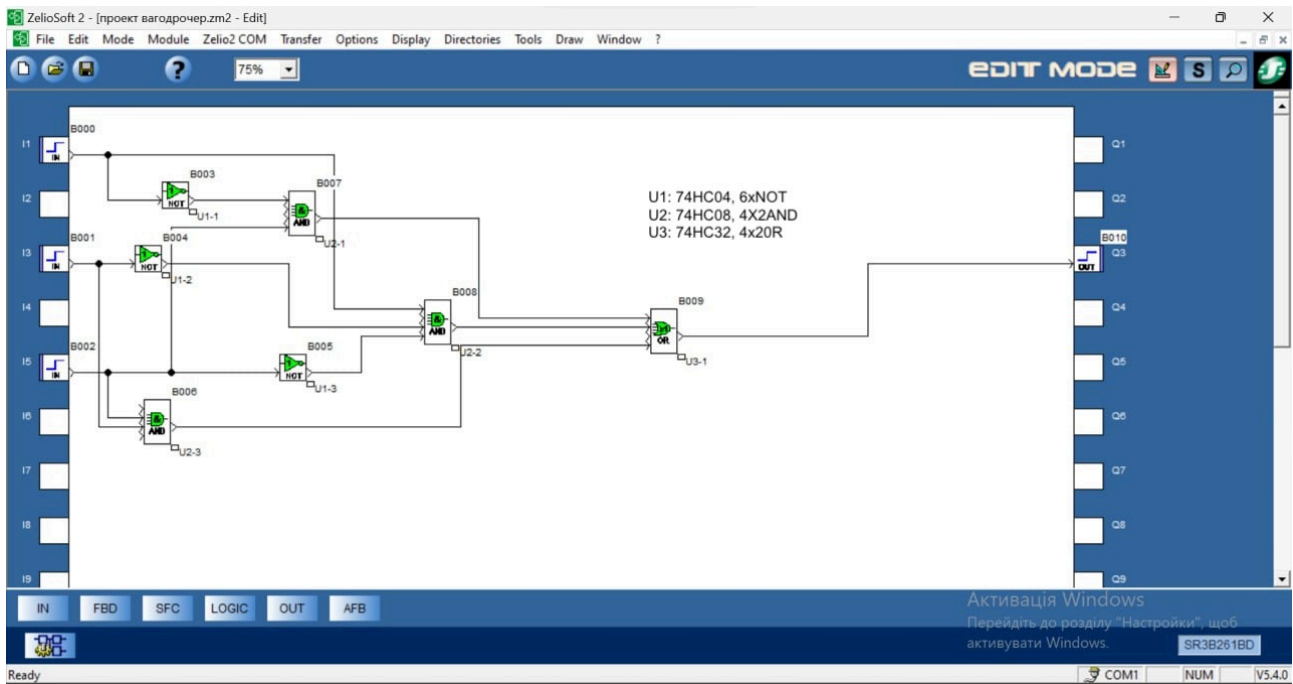 ZelioSoft 2 - [проект вагодрочер.zm2 - Edit]
File Edit Mode Module Zelio2 COM Transfer Options Display Directories Tools Draw Window ?
75%
EDIT MODE
S
B000
I1
IN
Q1
B003
NOT
U1-1
B007
AND
U2-1
I2
Q2
U1: 74HC04, 6xNOT
U2: 74HC08, 4X2AND
U3: 74HC32, 4x20R
B001
I3
IN
B004
NOT
U1-2
B010
Q3
OUT
I4
Q4
B008
AND
U2-2
B009
OR
U3-1
B002
I5
IN
B005
NOT
U1-3
Q5
B006
AND
U2-3
I6
Q6
I7
Q7
I8
Q8
I9
Q9
IN FBD SFC LOGIC OUT AFB
Активація Windows
Перейдіть до розділу "Настройки", щоб
активувати Windows.
SR3B261BD
Ready
COM1 NUM V5.4.0